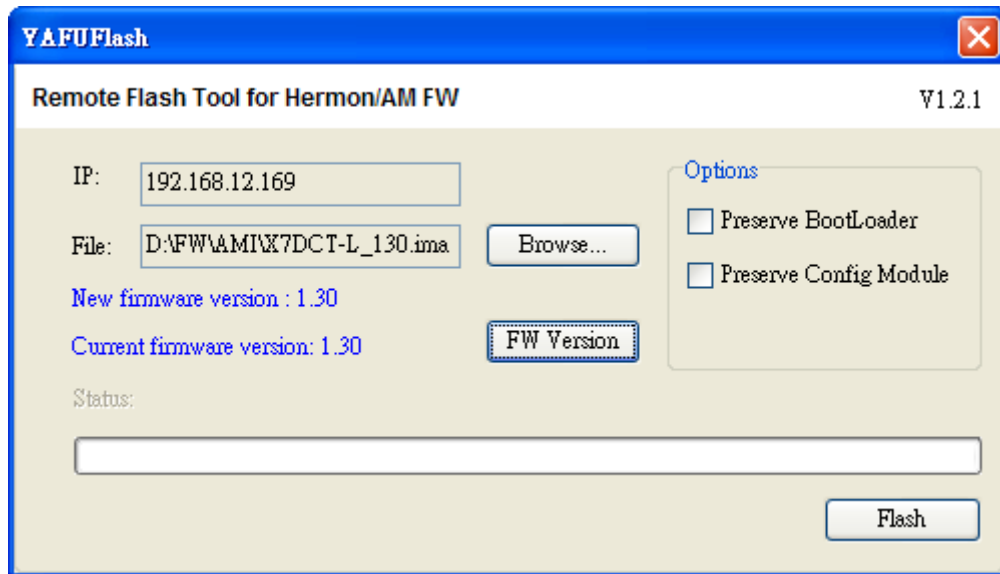 YAFUFlash
Remote Flash Tool for Hermon/AM FW V1.2.1
IP: 192.168.12.169
Options
File: D:\FW\AMI\X7DCT-L_130.ima Browse...
Preserve BootLoader
Preserve Config Module
New firmware version : 1.30
Current firmware version: 1.30 FW Version
Status:
Flash